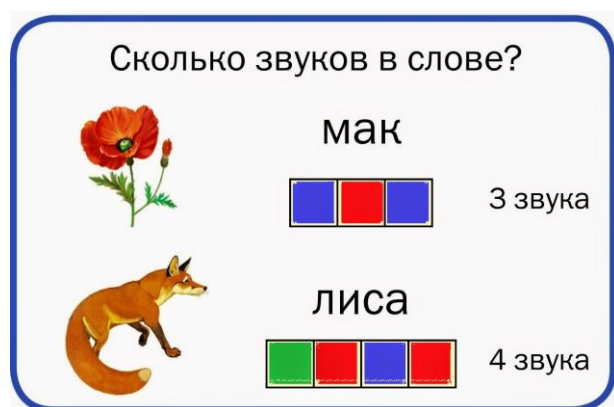 Сколько звуков в слове?
мак
3 звука
лиса
4 звука